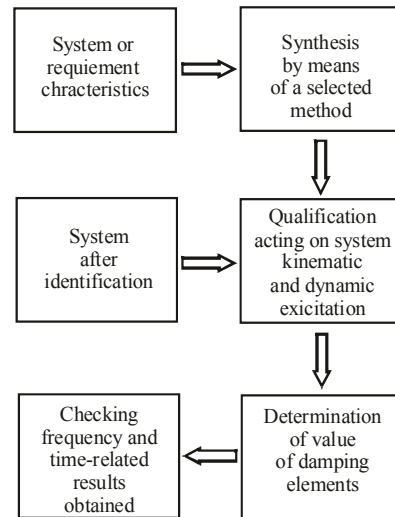 System or
requiement
chracteristics
Synthesis
by means
of a selected
method
System
after
identification
Qualification
acting on system
kinematic
and dynamic
exicitation
Checking
frequency and
time-related
results
obtained
Determination
of value
of damping
elements